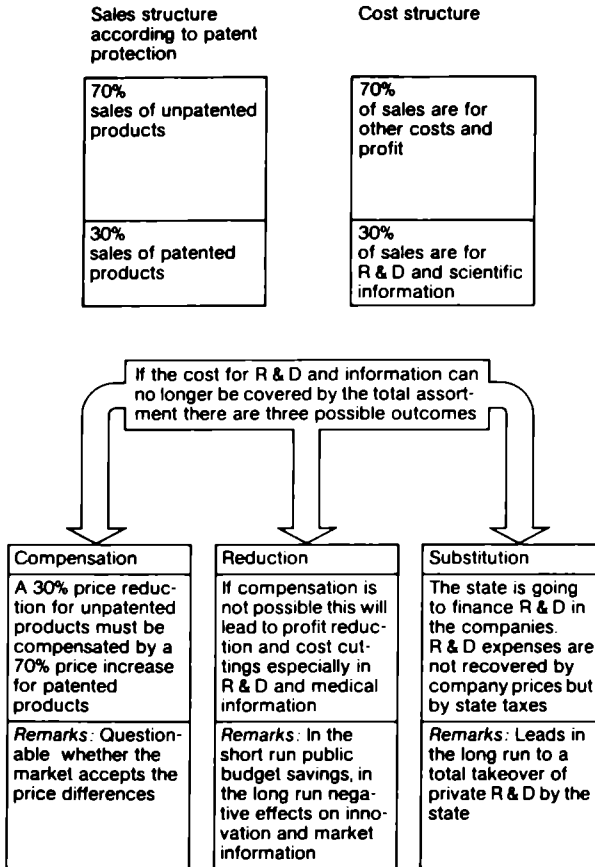 Sales structure
according to patent
protection
Cost structure
70%
sales of unpatented
products
70%
of sales are for
other costs and
profit
30%
sales of patented
products
30%
of sales are for
R & D and scientific
information
If the cost for R & D and information can
no longer be covered by the total assort-
ment there are three possible outcomes
Compensation
A 30% price reduc-
tion for unpatented
products must be
compensated by a
70% price increase
for patented
products
Remarks: Question-
able whether the
market accepts the
price differences
Reduction
If compensation is
not possible this will
lead to profit reduc-
tion and cost cut-
tings especially in
R & D and medical
information
Remarks: In the
short run public
budget savings, in
the long run nega-
tive effects on inno-
vation and market
information
Substitution
The state is going
to finance R & D in
the companies.
R & D expenses are
not recovered by
company prices but
by state taxes
Remarks: Leads in
the long run to a
total takeover of
private R & D by the
state